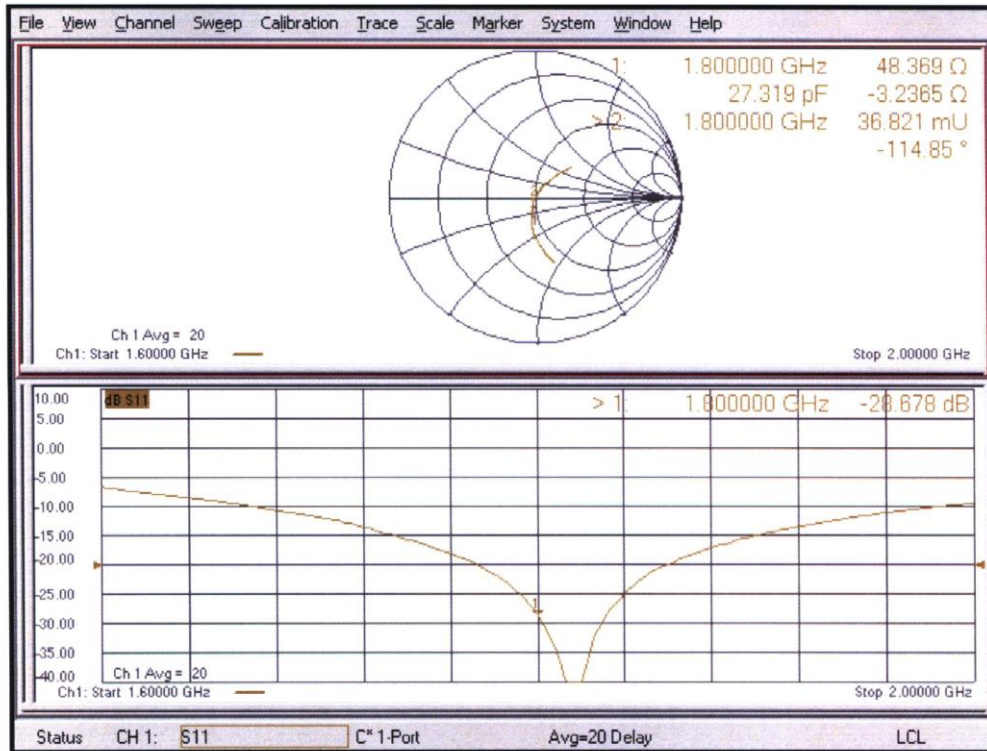 File View Channel Sweep Calibration Trace Scale Marker System Window Help
1: 1.800000 GHz 48.369 Ω
27.319 pF -3.2365 Ω
> 2: 1.800000 GHz 36.821 mU
-114.85 °
Ch 1 Avg = 20
Ch1: Start 1.60000 GHz
Stop 2.00000 GHz
10.00
dB S11
> 1: 1.800000 GHz -28.678 dB
5.00
0.00
-5.00
-10.00
-15.00
-20.00
-25.00
1
-30.00
-35.00
-40.00
Ch 1 Avg = 20
Ch1: Start 1.60000 GHz
Stop 2.00000 GHz
Status CH 1: S11 C* 1-Port Avg=20 Delay LCL